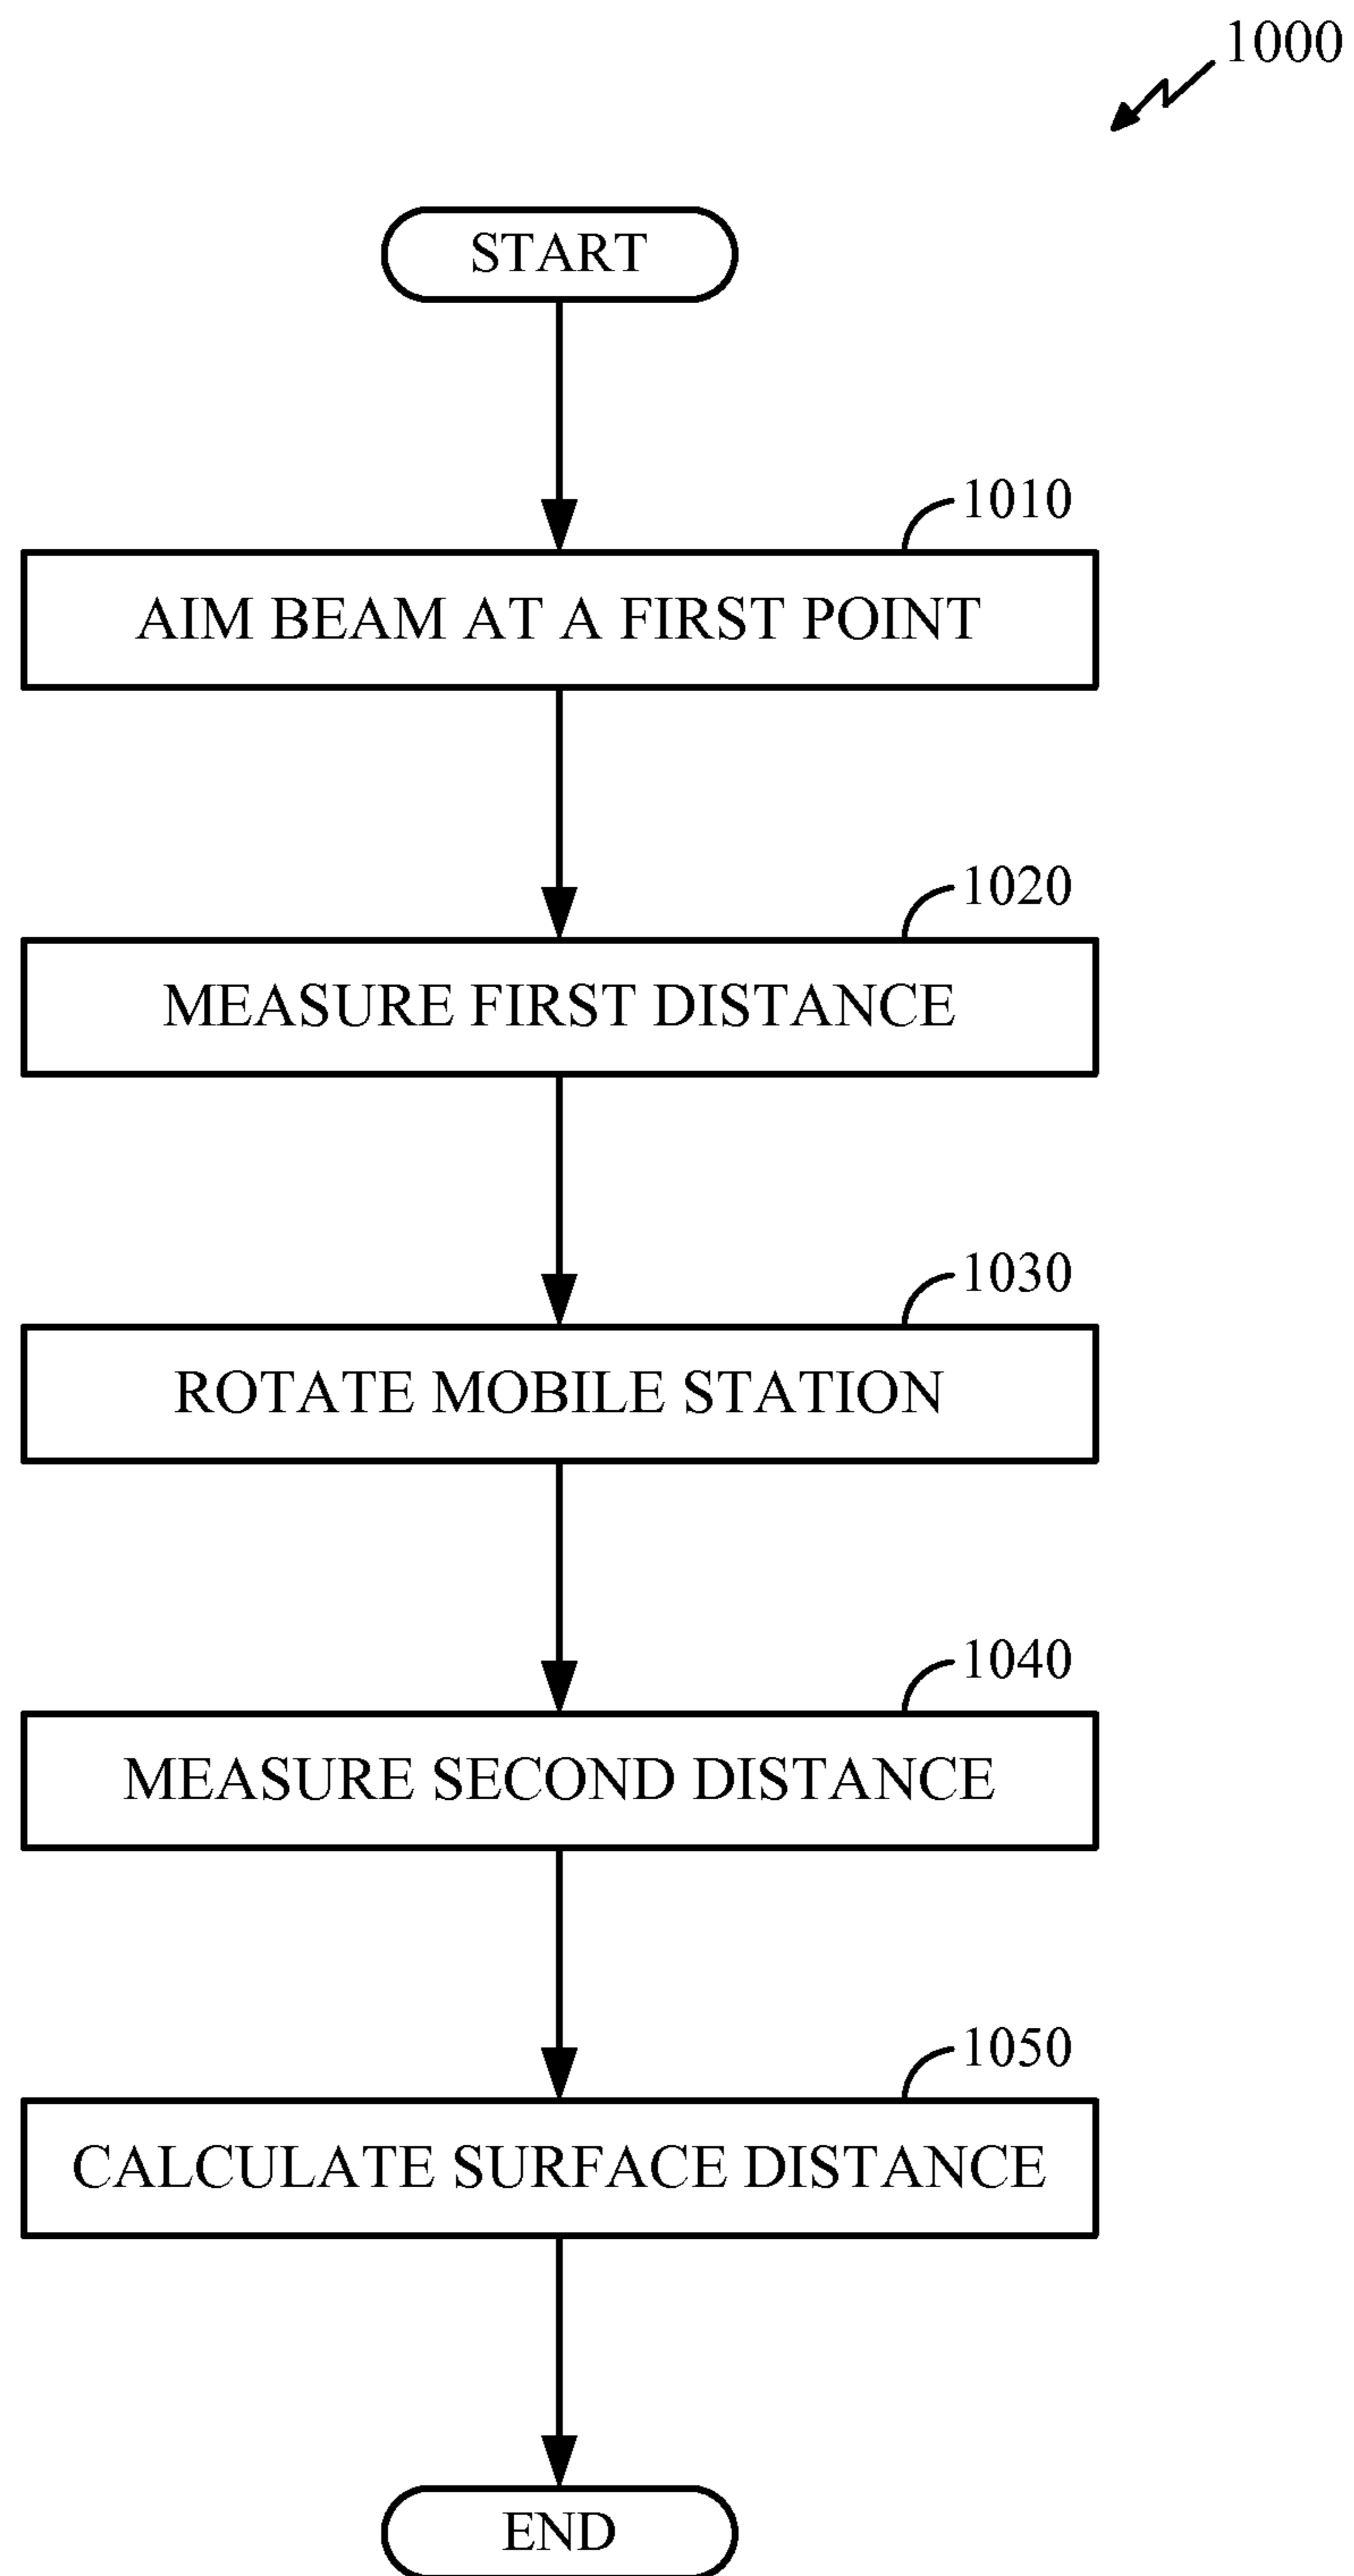 1000
START
1010
AIM BEAM AT A FIRST POINT
1020
MEASURE FIRST DISTANCE
1030
ROTATE MOBILE STATION
1040
MEASURE SECOND DISTANCE
1050
CALCULATE SURFACE DISTANCE
END